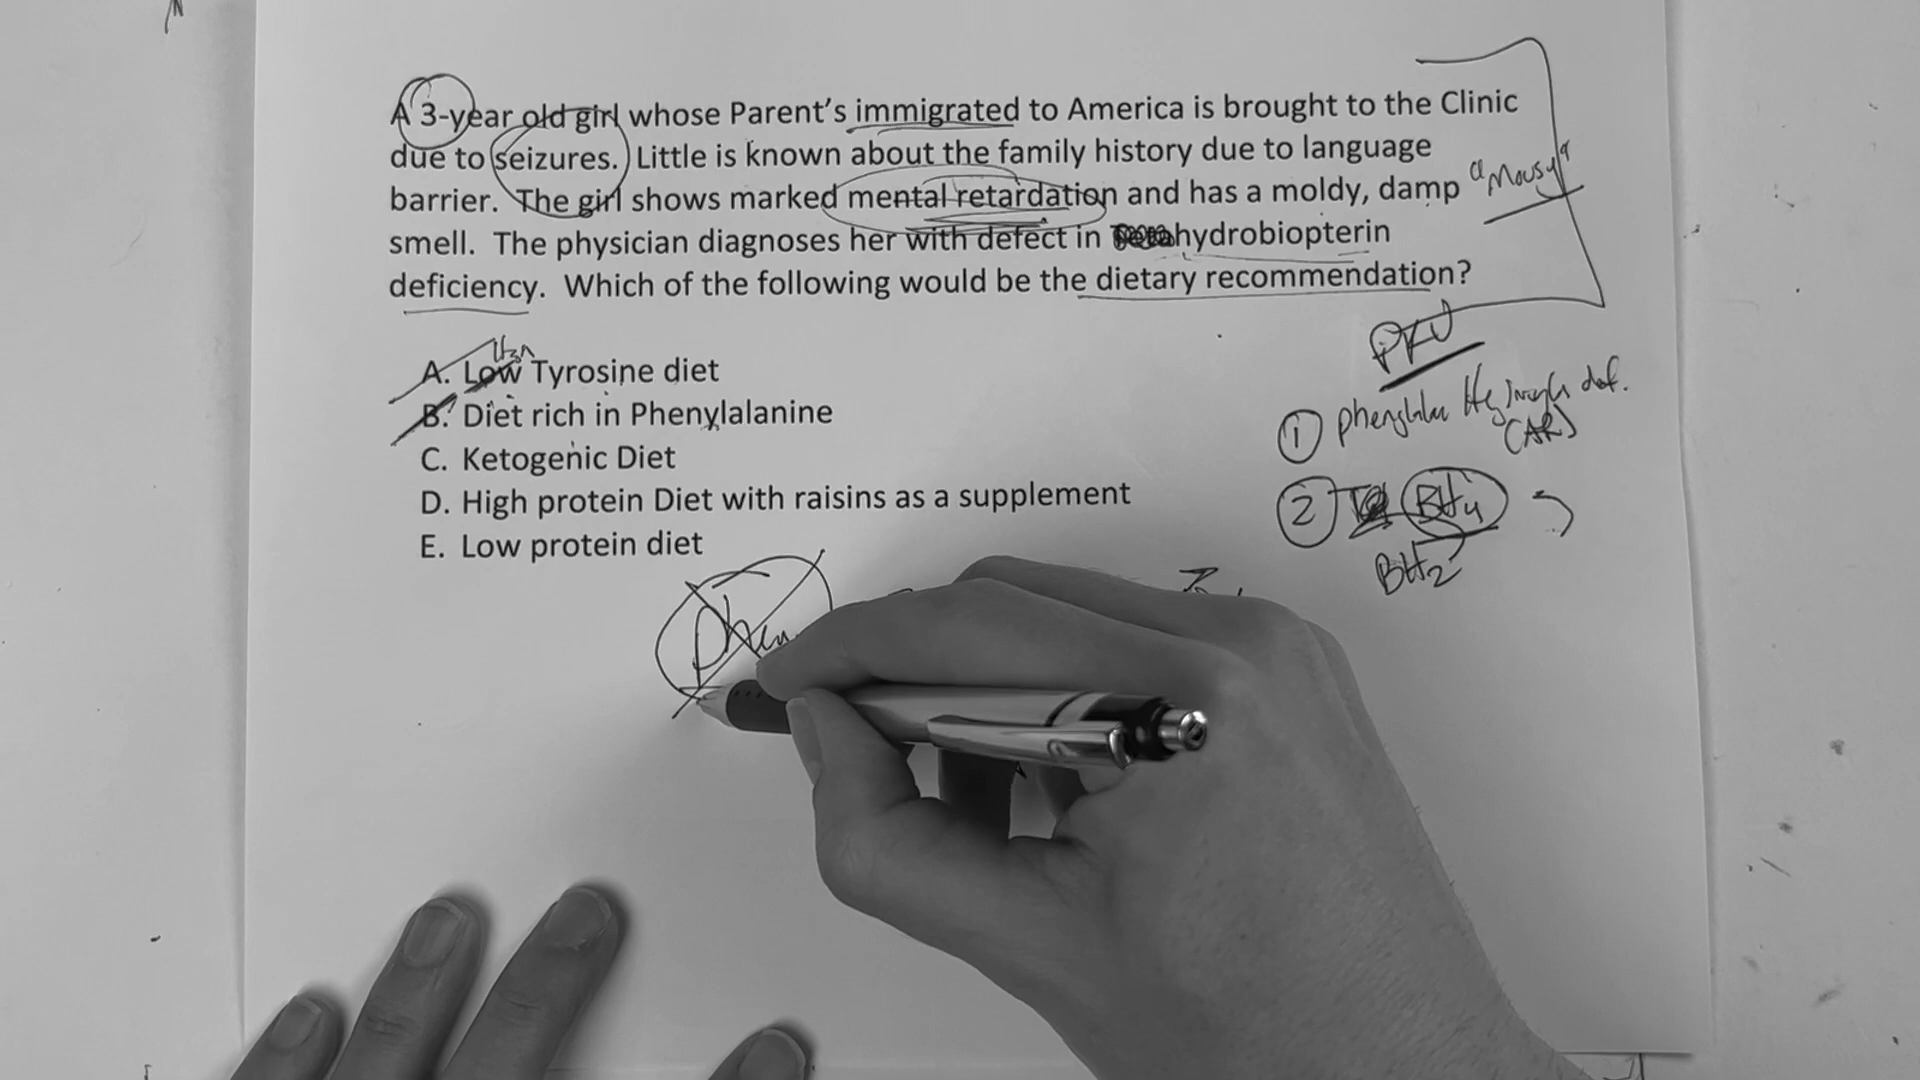 A 3-year old girl whose Parent's immigrated to America is brought to the Clinic
due to seizures. Little is known about the family history due to language
barrier. The girl shows marked mental retardation and has a moldy, damp "Mousy"
smell. The physician diagnoses her with defect in hydrobiopterin
deficiency. Which of the following would be the dietary recommendation?
PKU
A. Low Tyrosine diet
B. Diet rich in Phenylalanine
(AR)
C. Ketogenic Diet
D. High protein Diet with raisins as a supplement
2 BH4
E. Low protein diet
BH2
Phen